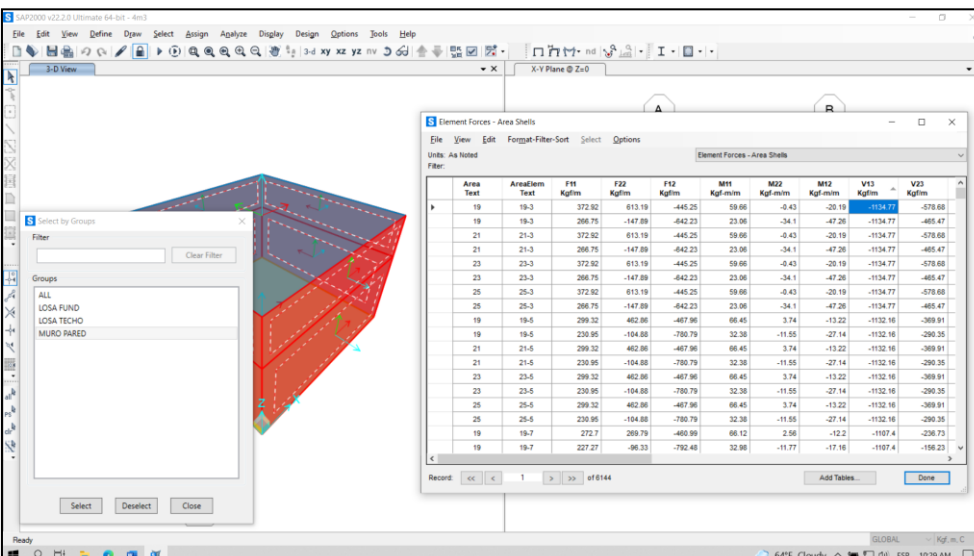 SAP2000 v22.2.0 Ultimate 64-bit - 4m3
File Edit View Define Draw Select Assign Analyze Display Design Options Tools Help
3-d xy xz yz nv nd
3-D View
X-Y Plane @ Z=0
A B
Element Forces - Area Shells
File View Edit Format-Filter-Sort Select Options
Units: As Noted Element Forces - Area Shells
Filter:
Area AreaElem F11 F22 F12 M11 M22 M12 V13 V23
Text Text Kgf/m Kgf/m Kgf/m Kgf-m/m Kgf-m/m Kgf-m/m Kgf/m Kgf/m
19 19-3 372.92 613.19 -445.25 59.66 -0.43 -20.19 -1134.77 -578.68
19 19-3 266.75 -147.89 -642.23 23.06 -34.1 -47.26 -1134.77 -465.47
21 21-3 372.92 613.19 -445.25 59.66 -0.43 -20.19 -1134.77 -578.68
21 21-3 266.75 -147.89 -642.23 23.06 -34.1 -47.26 -1134.77 -465.47
23 23-3 372.92 613.19 -445.25 59.66 -0.43 -20.19 -1134.77 -578.68
23 23-3 266.75 -147.89 -642.23 23.06 -34.1 -47.26 -1134.77 -465.47
25 25-3 372.92 613.19 -445.25 59.66 -0.43 -20.19 -1134.77 -578.68
25 25-3 266.75 -147.89 -642.23 23.06 -34.1 -47.26 -1134.77 -465.47
19 19-5 299.32 462.86 -467.96 66.45 3.74 -13.22 -1132.16 -369.91
19 19-5 230.95 -104.88 -780.79 32.38 -11.55 -27.14 -1132.16 -290.35
21 21-5 299.32 462.86 -467.96 66.45 3.74 -13.22 -1132.16 -369.91
21 21-5 230.95 -104.88 -780.79 32.38 -11.55 -27.14 -1132.16 -290.35
23 23-5 299.32 462.86 -467.96 66.45 3.74 -13.22 -1132.16 -369.91
23 23-5 230.95 -104.88 -780.79 32.38 -11.55 -27.14 -1132.16 -290.35
25 25-5 299.32 462.86 -467.96 66.45 3.74 -13.22 -1132.16 -369.91
25 25-5 230.95 -104.88 -780.79 32.38 -11.55 -27.14 -1132.16 -290.35
19 19-7 272.7 269.79 -460.99 66.12 2.56 -12.2 -1107.4 -236.73
19 19-7 227.27 -96.33 -792.48 32.98 -11.77 -17.16 -1107.4 -156.23
Record: << < 1 > >> of 6144 Add Tables... Done
Select by Groups
Filter
Clear Filter
Groups
ALL
LOSA FUND
LOSA TECHO
MURO PARED
Select Deselect Close
Z X
Ready GLOBAL Kgf, m, C
64°F Cloudy ESP 10:29 AM